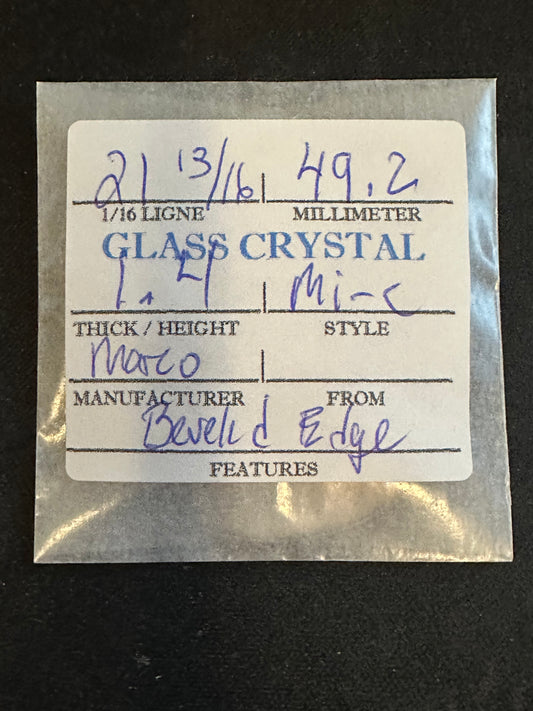 21 13/16 49.2
1/16 LIGNE MILLIMETER
GLASS CRYSTAL
1.4 Mi-c
THICK / HEIGHT STYLE
Marco
MANUFACTURER FROM
Bevel'd Edge
FEATURES